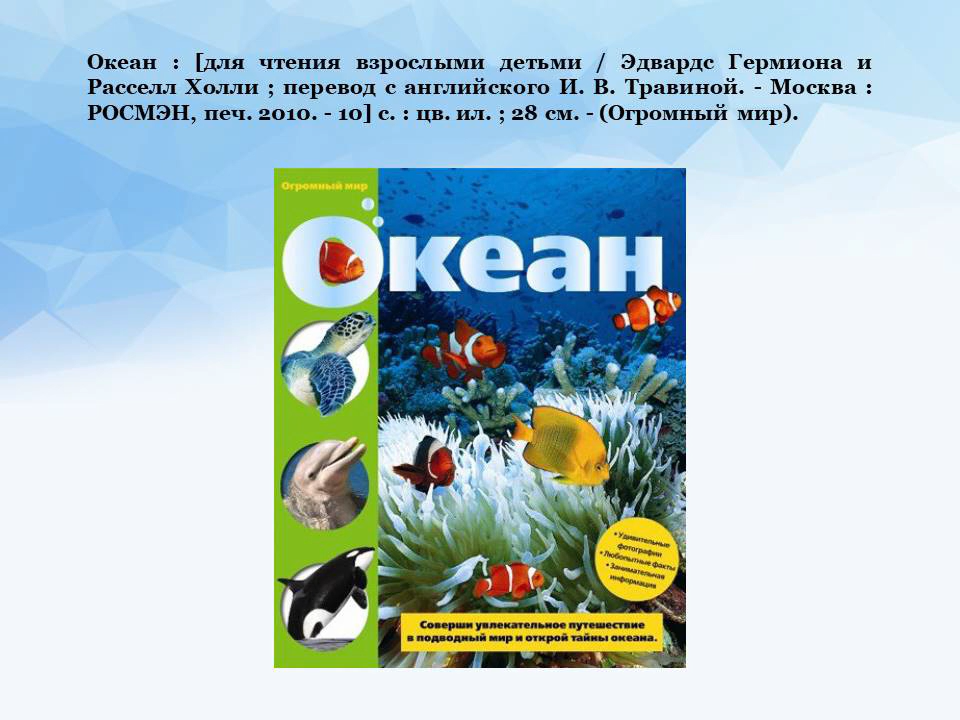 Океан : [для чтения взрослыми детьми / Эдвардс Гермиона и
Расселл Холли ; перевод с английского И. В. Травиной. - Москва :
РОСМЭН, печ. 2010. - 10] с. : цв. ил. ; 28 см. - (Огромный мир).
Огромный мир
Океан
• Удивительные
фотографии
• Любопытные факты
• Занимательная
информация
Соверши увлекательное путешествие
в подводный мир и открой тайны океана.